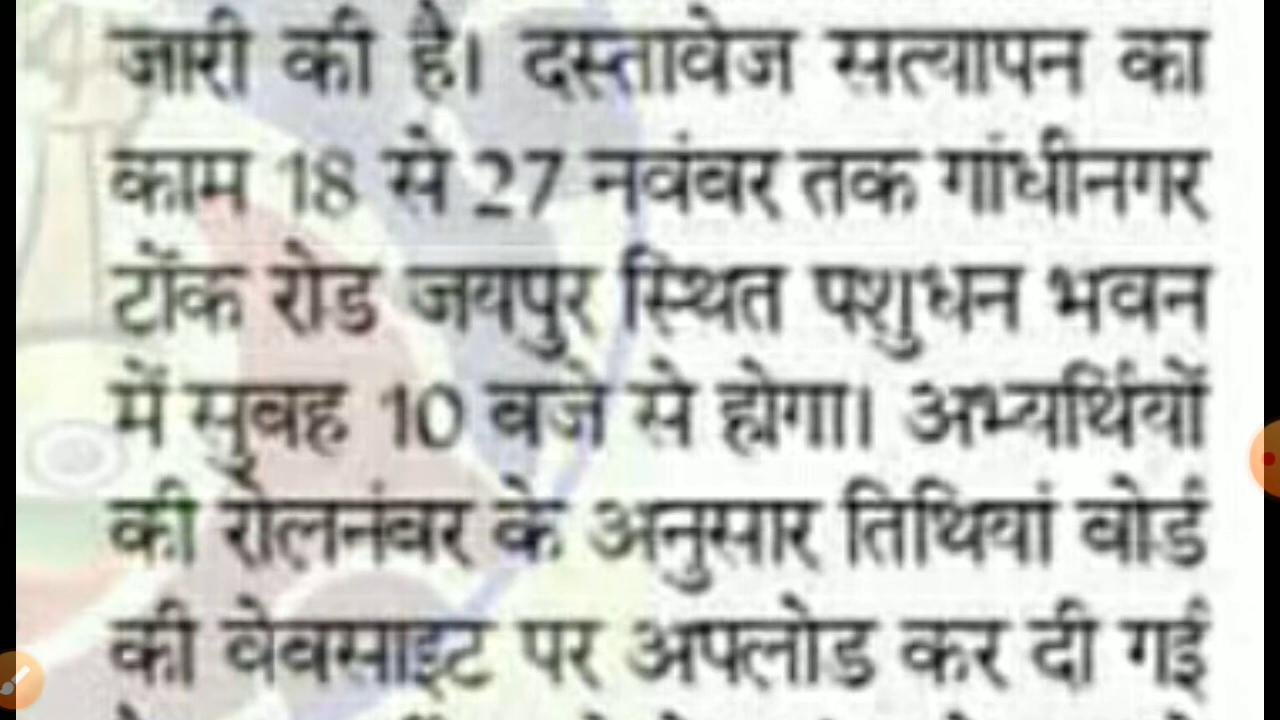 जारी की है। दस्तावेज सत्यापन का
काम 18 से 27 नवंबर तक गांधीनगर
टोंक रोड जयपुर स्थित पशुधन भवन
में सुबह 10 बजे से होगा। अभ्यर्थियों
की रोलनंबर के अनुसार तिथियां बोर्ड
की वेबसाइट पर अपलोड कर दी गई